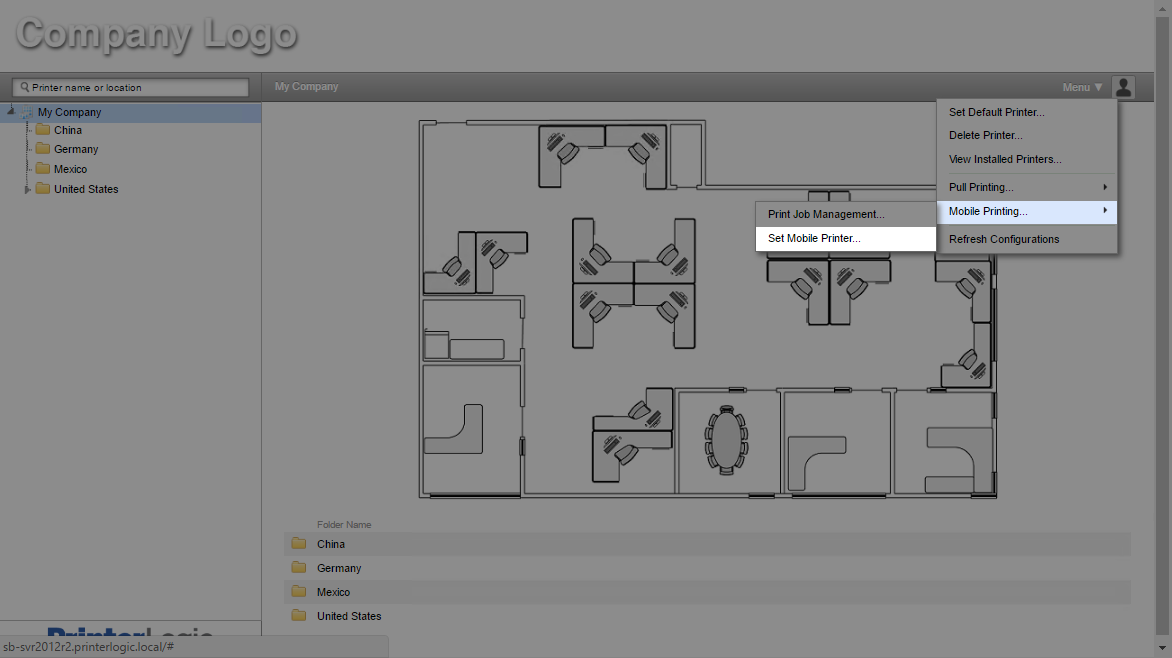 Company Logo
Printer name or location
My Company
Menu ▼
My Company
China
Germany
Mexico
United States
Set Default Printer...
Delete Printer...
View Installed Printers...
Pull Printing...
Mobile Printing...
Refresh Configurations
Print Job Management...
Set Mobile Printer...
Folder Name
China
Germany
Mexico
United States
PrinterLogic
sb-svr2012r2.printerlogic.local/#